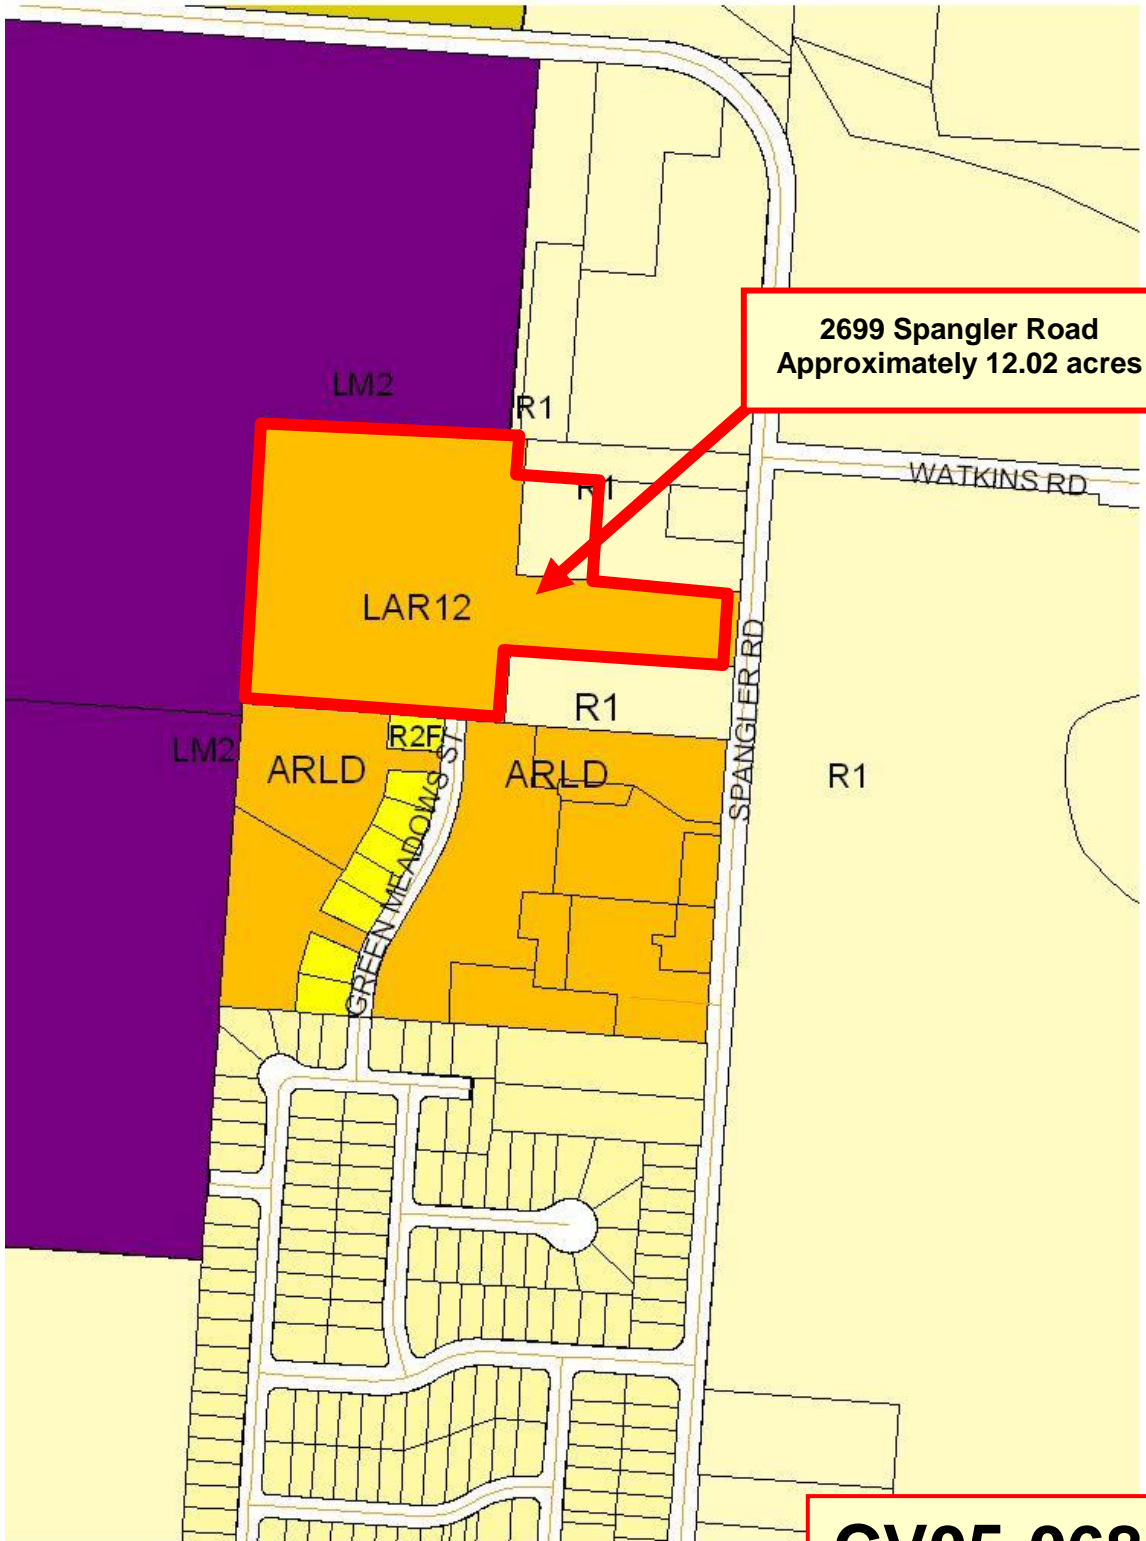 2699 Spangler Road
Approximately 12.02 acres
LM2
R1
R1
WATKINS RD
LAR12
SPANGLER RD
R1
R2F
LM2
ARLD
ARLD
R1
GREEN MEADOWS ST